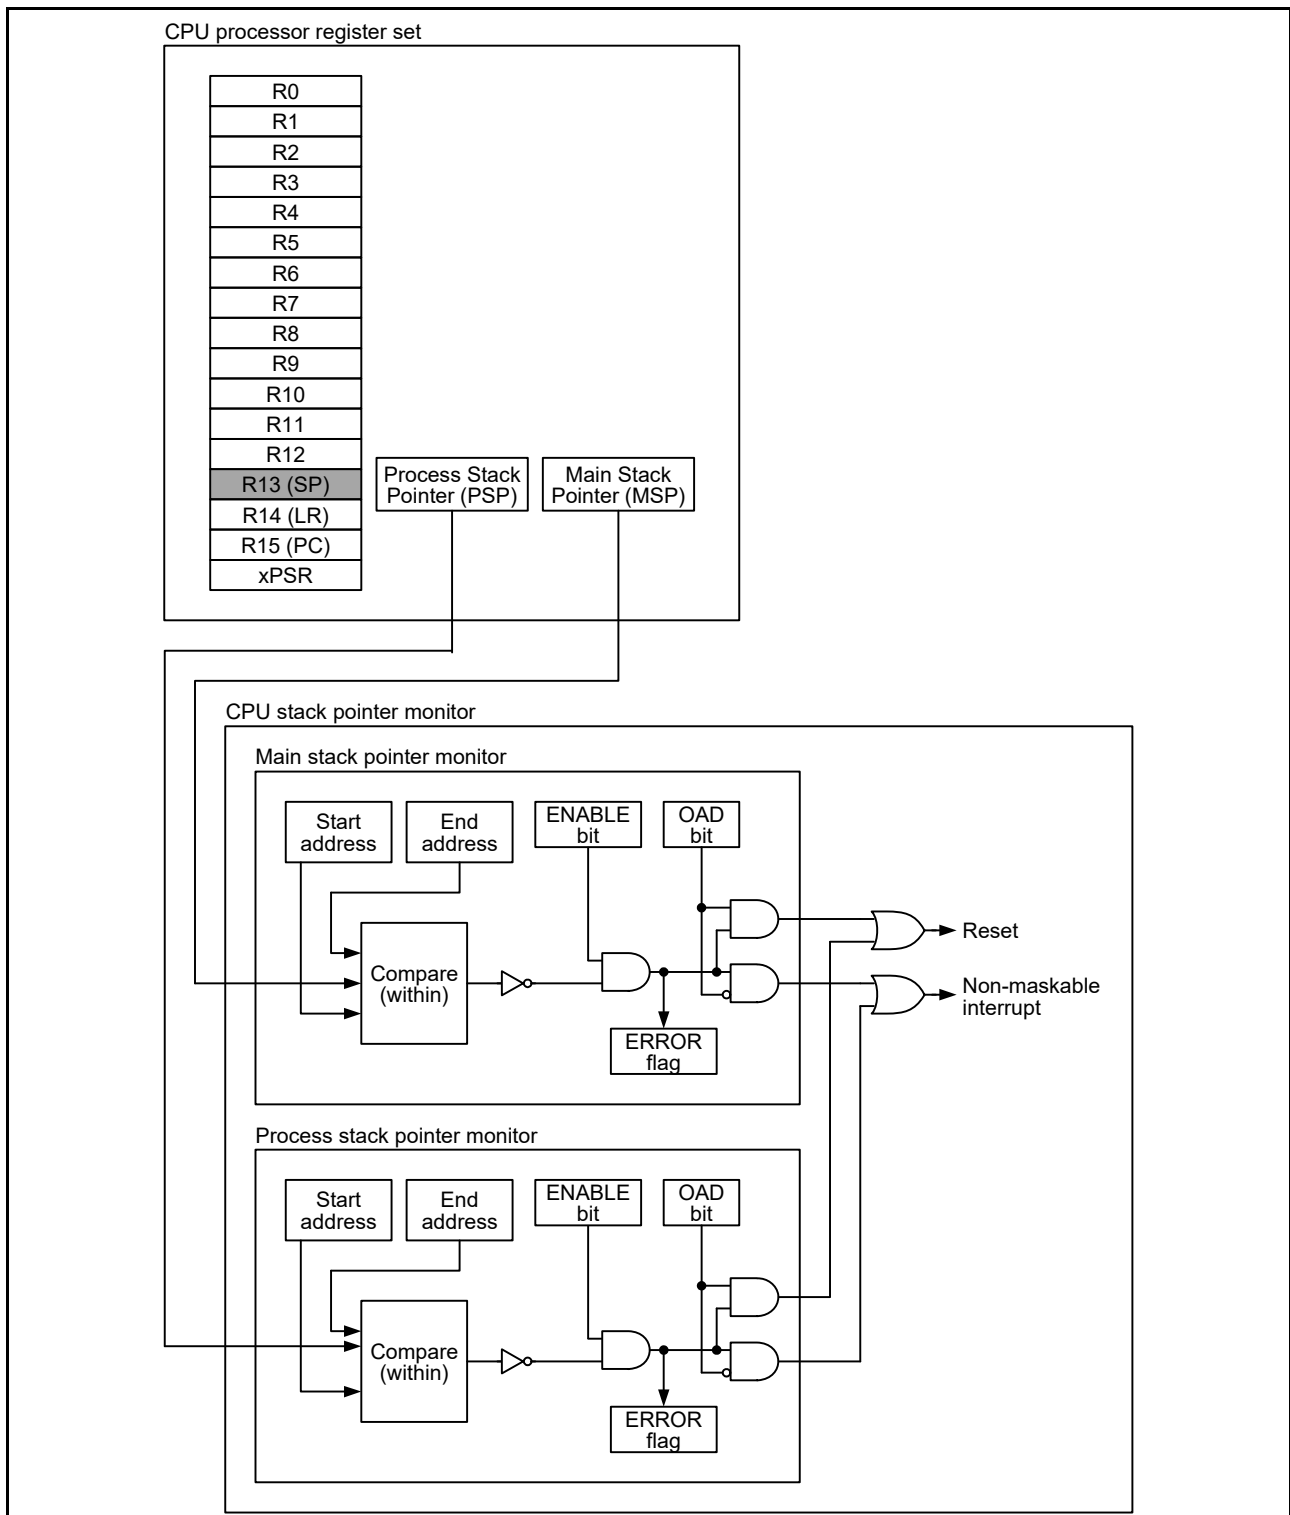 CPU processor register set
R0
R1
R2
R3
R4
R5
R6
R7
R8
R9
R10
R11
R12
R13 (SP)
R14 (LR)
R15 (PC)
xPSR
Process Stack
Pointer (PSP)
Main Stack
Pointer (MSP)
CPU stack pointer monitor
Main stack pointer monitor
Start
address
End
address
ENABLE
bit
OAD
bit
Compare
(within)
ERROR
flag
Reset
Non-maskable
interrupt
Process stack pointer monitor
Start
address
End
address
ENABLE
bit
OAD
bit
Compare
(within)
ERROR
flag